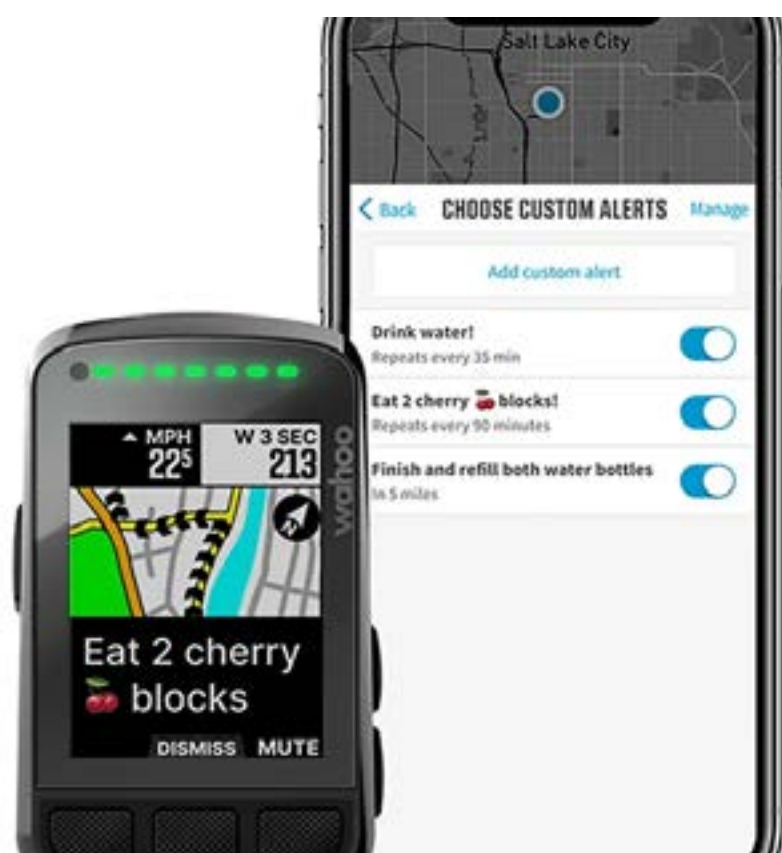 Salt Lake City
Back
CHOOSE CUSTOM ALERTS
Manage
Add custom alert
Drink water!
Repeats every 35 min
Eat 2 cherry 🍒 blocks!
Repeats every 90 minutes
Finish and refill both water bottles
In 5 miles
MPH
W 3 SEC
22⁵
213
wahoo
N
Eat 2 cherry
🍒 blocks
DISMISS
MUTE